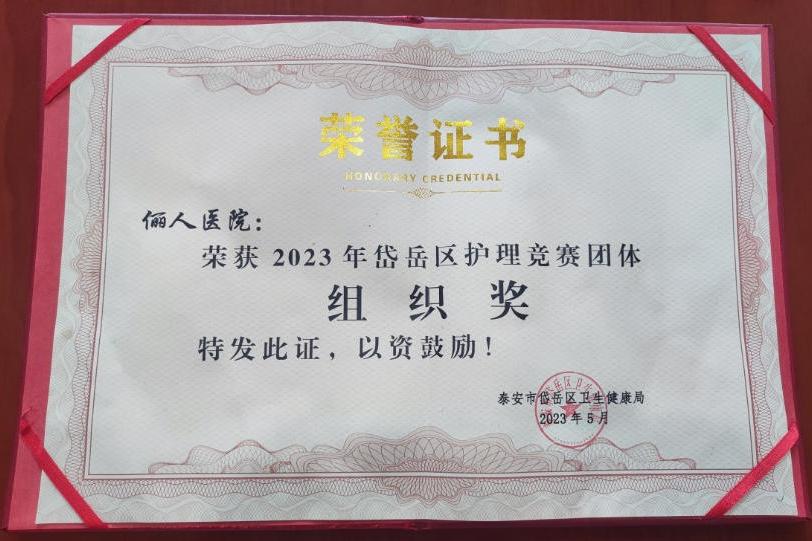 荣誉证书
HONORARY CREDENTIAL
俪人医院：
荣获 2023 年岱岳区护理竞赛团体
组织奖
特发此证，以资鼓励！
泰安市岱岳区卫生健康局
2023 年 5 月